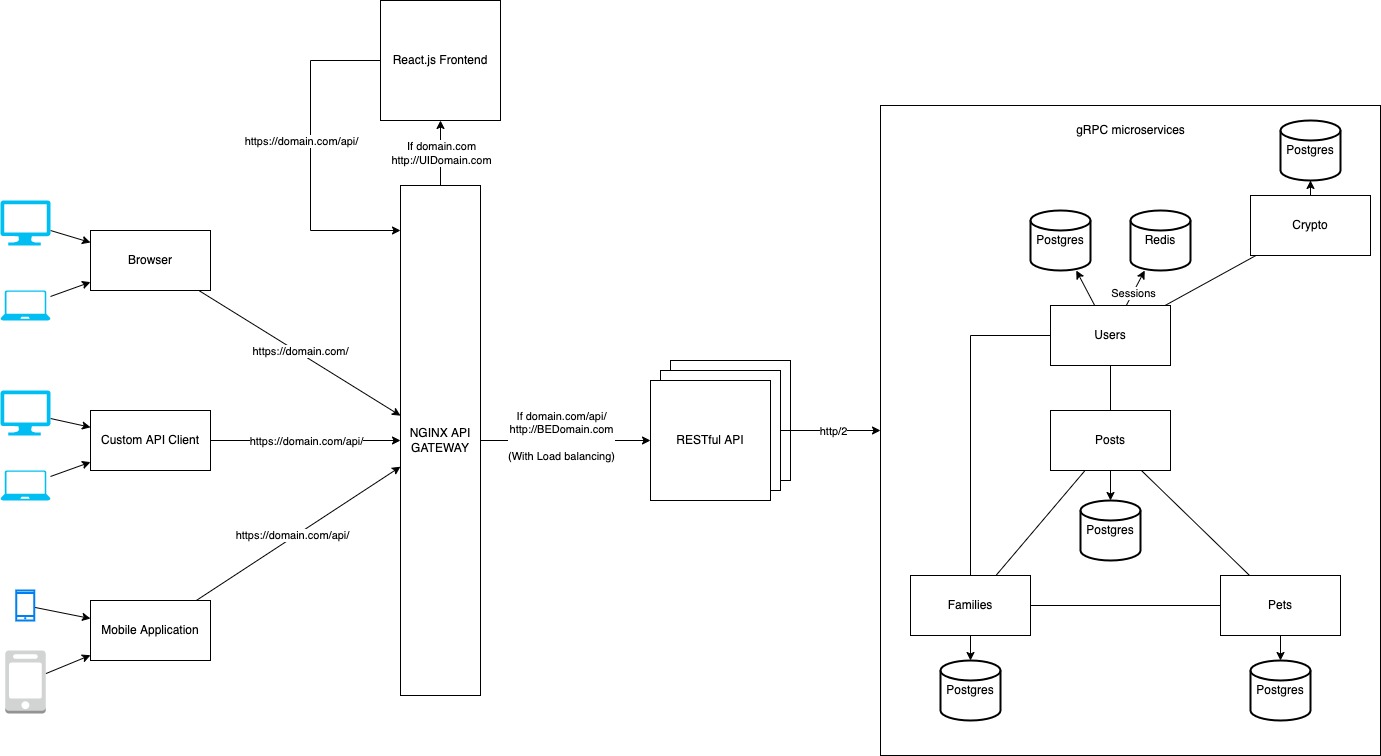 React.js Frontend
https://domain.com/api/
If domain.com
http://UIDomain.com
Browser
https://domain.com/
Custom API Client
https://domain.com/api/
Mobile Application
https://domain.com/api/
NGINX API
GATEWAY
If domain.com/api/
http://BEDomain.com
(With Load balancing)
RESTful API
http/2
gRPC microservices
Postgres
Crypto
Postgres
Redis
Sessions
Users
Posts
Postgres
Families
Pets
Postgres
Postgres